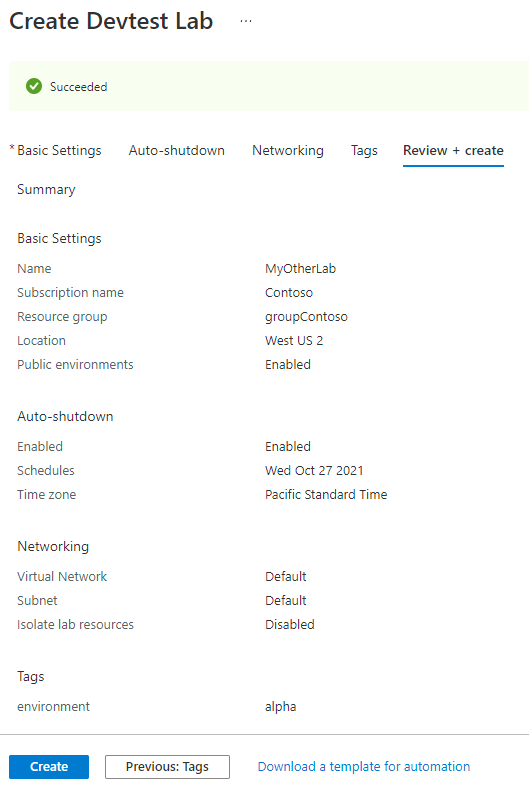 Create Devtest Lab ...
Succeeded
* Basic Settings Auto-shutdown Networking Tags Review + create
Summary
Basic Settings
Name MyOtherLab
Subscription name Contoso
Resource group groupContoso
Location West US 2
Public environments Enabled
Auto-shutdown
Enabled Enabled
Schedules Wed Oct 27 2021
Time zone Pacific Standard Time
Networking
Virtual Network Default
Subnet Default
Isolate lab resources Disabled
Tags
environment alpha
Create Previous: Tags Download a template for automation